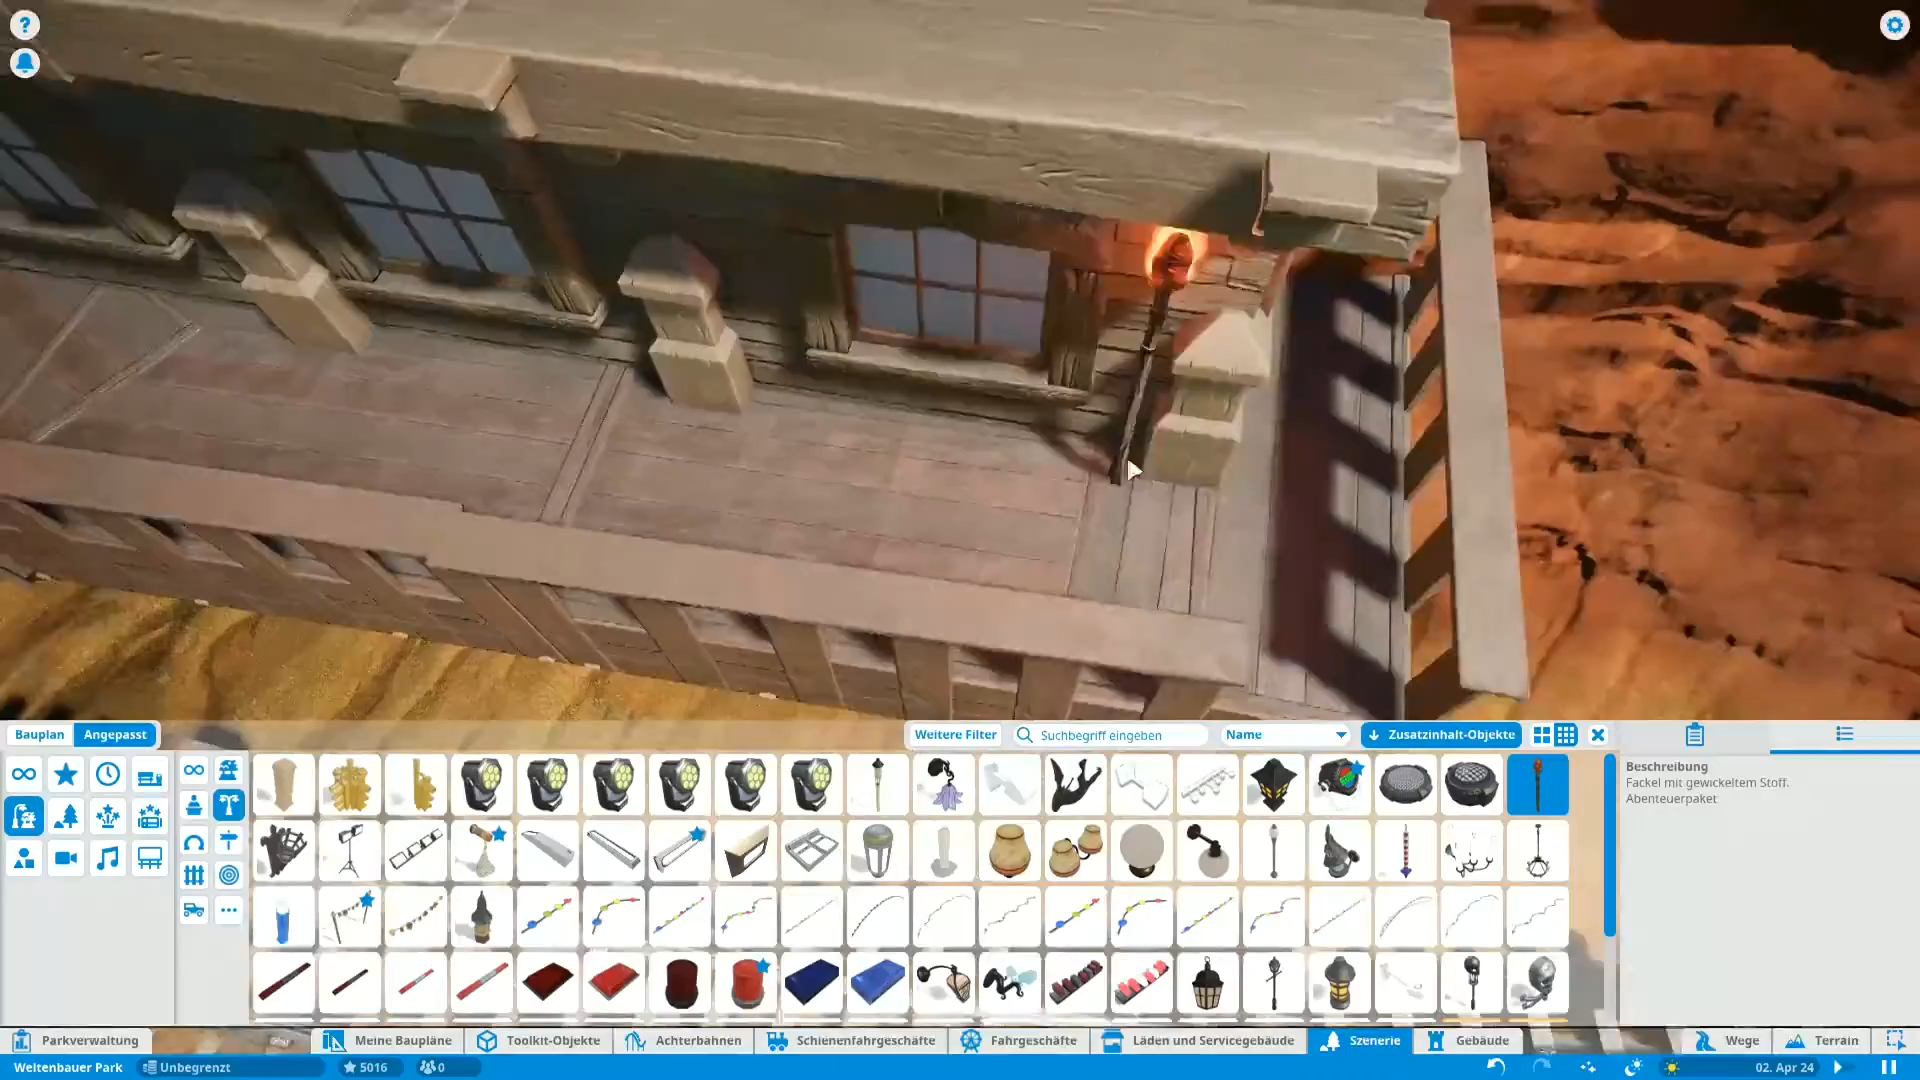 ?
Bauplan
Angepasst
Weitere Filter
Suchbegriff eingeben
Name
Zusatzinhalt-Objekte
Beschreibung
Fackel mit gewickeltem Stoff.
Abenteuerpaket
Parkverwaltung
Meine Baupläne
Toolkit-Objekte
Achterbahnen
Schienenfahrgeschäfte
Fahrgeschäfte
Läden und Servicegebäude
Szenerie
Gebäude
Wege
Terrain
Weltenbauer Park
Unbegrenzt
5016
0
02. Apr 24